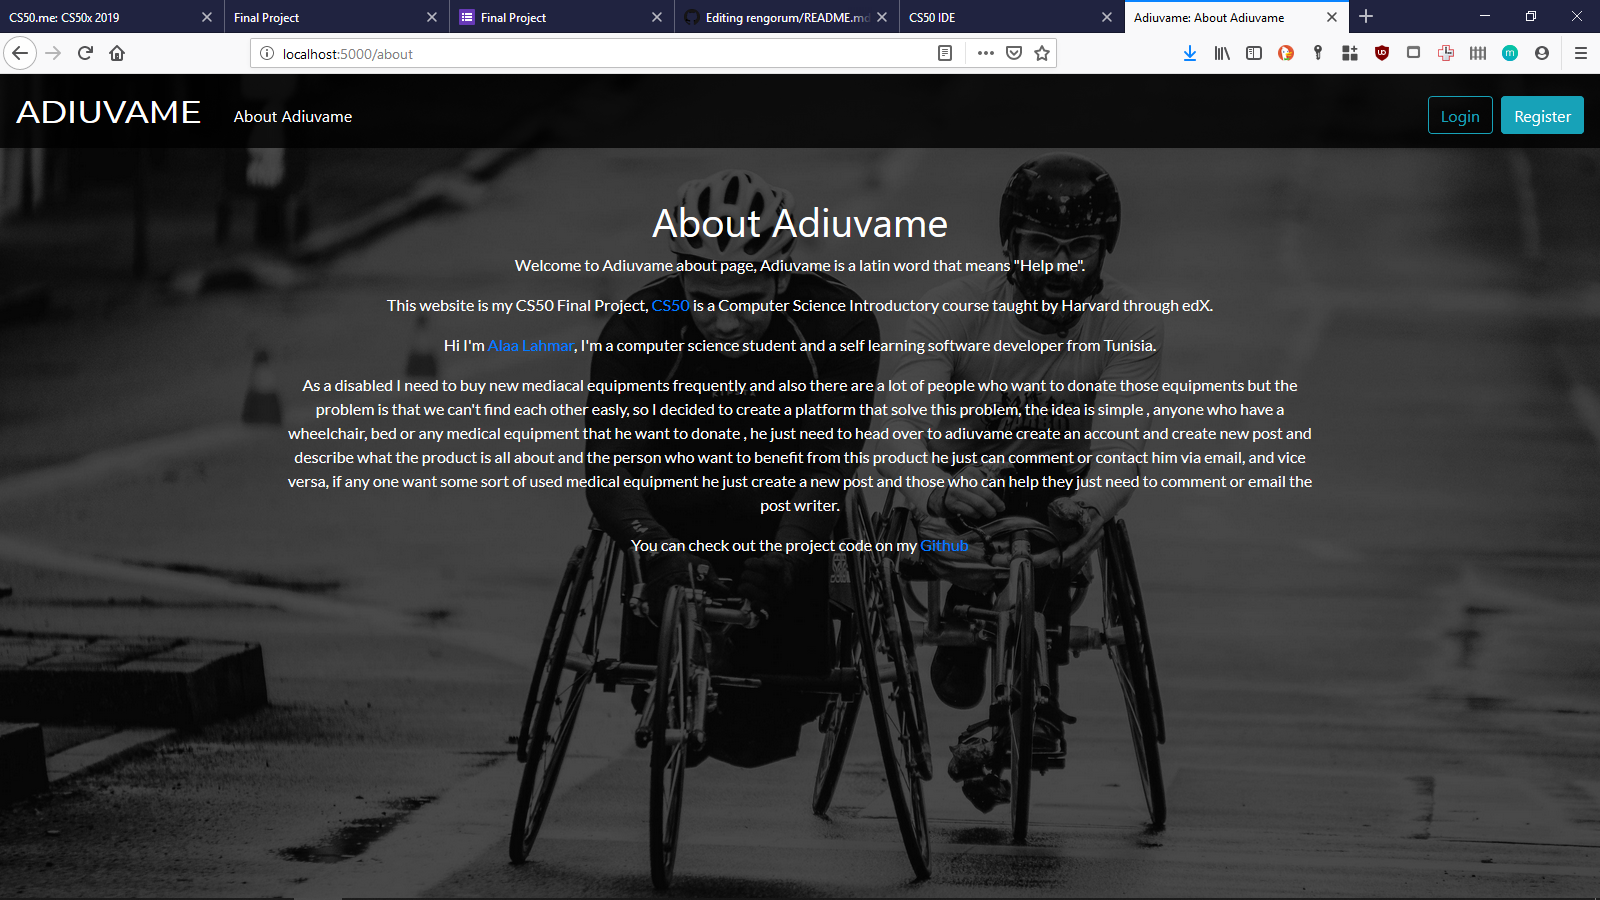 CS50.me: CS50x 2019
Final Project
Final Project
Editing rengorum/README.md
CS50 IDE
Adiuvame: About Adiuvame
localhost:5000/about
ADIUVAME
About Adiuvame
Login
Register
About Adiuvame
Welcome to Adiuvame about page, Adiuvame is a latin word that means "Help me".
This website is my CS50 Final Project, CS50 is a Computer Science Introductory course taught by Harvard through edX.
Hi I'm Alaa Lahmar, I'm a computer science student and a self learning software developer from Tunisia.
As a disabled I need to buy new mediacal equipments frequently and also there are a lot of people who want to donate those equipments but the
problem is that we can't find each other easly, so I decided to create a platform that solve this problem, the idea is simple , anyone who have a
wheelchair, bed or any medical equipment that he want to donate , he just need to head over to adiuvame create an account and create new post and
describe what the product is all about and the person who want to benefit from this product he just can comment or contact him via email, and vice
versa, if any one want some sort of used medical equipment he just create a new post and those who can help they just need to comment or email the
post writer.
You can check out the project code on my Github